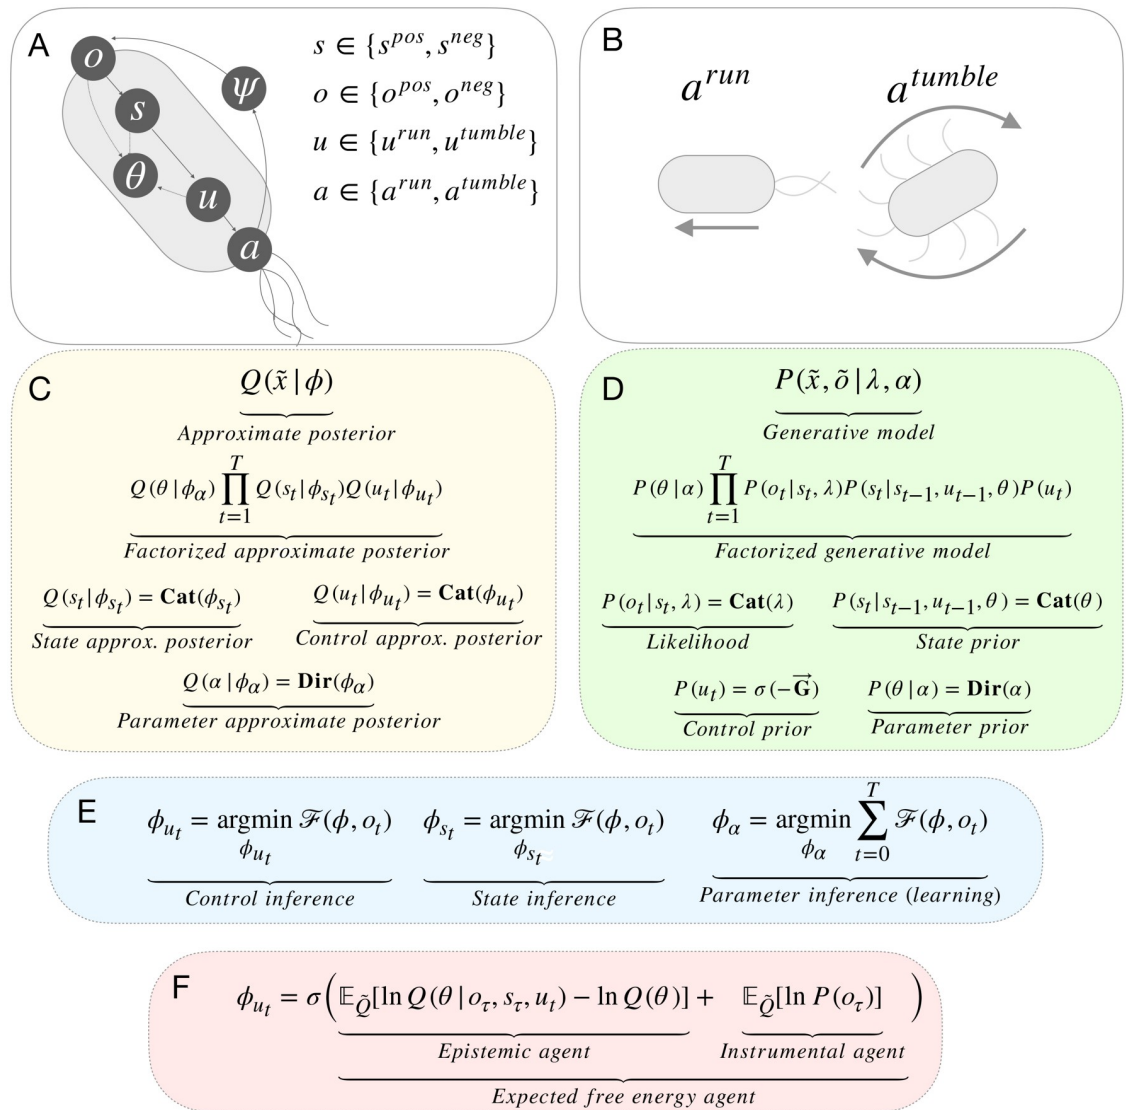 A
o
s
θ
u
a
ψ
s ∈ {s^{pos}, s^{neg}}
o ∈ {o^{pos}, o^{neg}}
u ∈ {u^{run}, u^{tumble}}
a ∈ {a^{run}, a^{tumble}}
B
a^{run}
a^{tumble}
C
Q(x̃ | ϕ)
Approximate posterior
Q(θ | ϕ_α) ∏_{t=1}^{T} Q(s_t | ϕ_{s_t})Q(u_t | ϕ_{u_t})
Factorized approximate posterior
Q(s_t | ϕ_{s_t}) = Cat(ϕ_{s_t})
State approx. posterior
Q(u_t | ϕ_{u_t}) = Cat(ϕ_{u_t})
Control approx. posterior
Q(α | ϕ_α) = Dir(ϕ_α)
Parameter approximate posterior
D
P(x̃, õ | λ, α)
Generative model
P(θ | α) ∏_{t=1}^{T} P(o_t | s_t, λ)P(s_t | s_{t−1}, u_{t−1}, θ)P(u_t)
Factorized generative model
P(o_t | s_t, λ) = Cat(λ)
Likelihood
P(s_t | s_{t−1}, u_{t−1}, θ) = Cat(θ)
State prior
P(u_t) = σ(−G⃗)
Control prior
P(θ | α) = Dir(α)
Parameter prior
E
ϕ_{u_t} = argmin_{ϕ_{u_t}} ℱ(ϕ, o_t)
Control inference
ϕ_{s_t} = argmin_{ϕ_{s_t}} ℱ(ϕ, o_t)
State inference
ϕ_α = argmin_{ϕ_α} ∑_{t=0}^{T} ℱ(ϕ, o_t)
Parameter inference (learning)
F
ϕ_{u_t} = σ(𝔼_{Q̃}[ln Q(θ | o_τ, s_τ, u_t) − ln Q(θ)] + 𝔼_{Q̃}[ln P(o_τ)])
Epistemic agent
Instrumental agent
Expected free energy agent